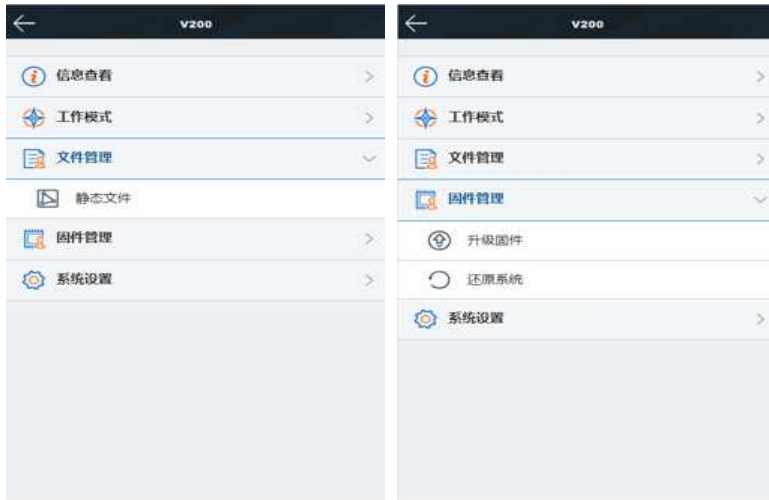 V200
信息查看
工作模式
文件管理
静态文件
固件管理
系统设置
V200
信息查看
工作模式
文件管理
固件管理
升级固件
还原系统
系统设置